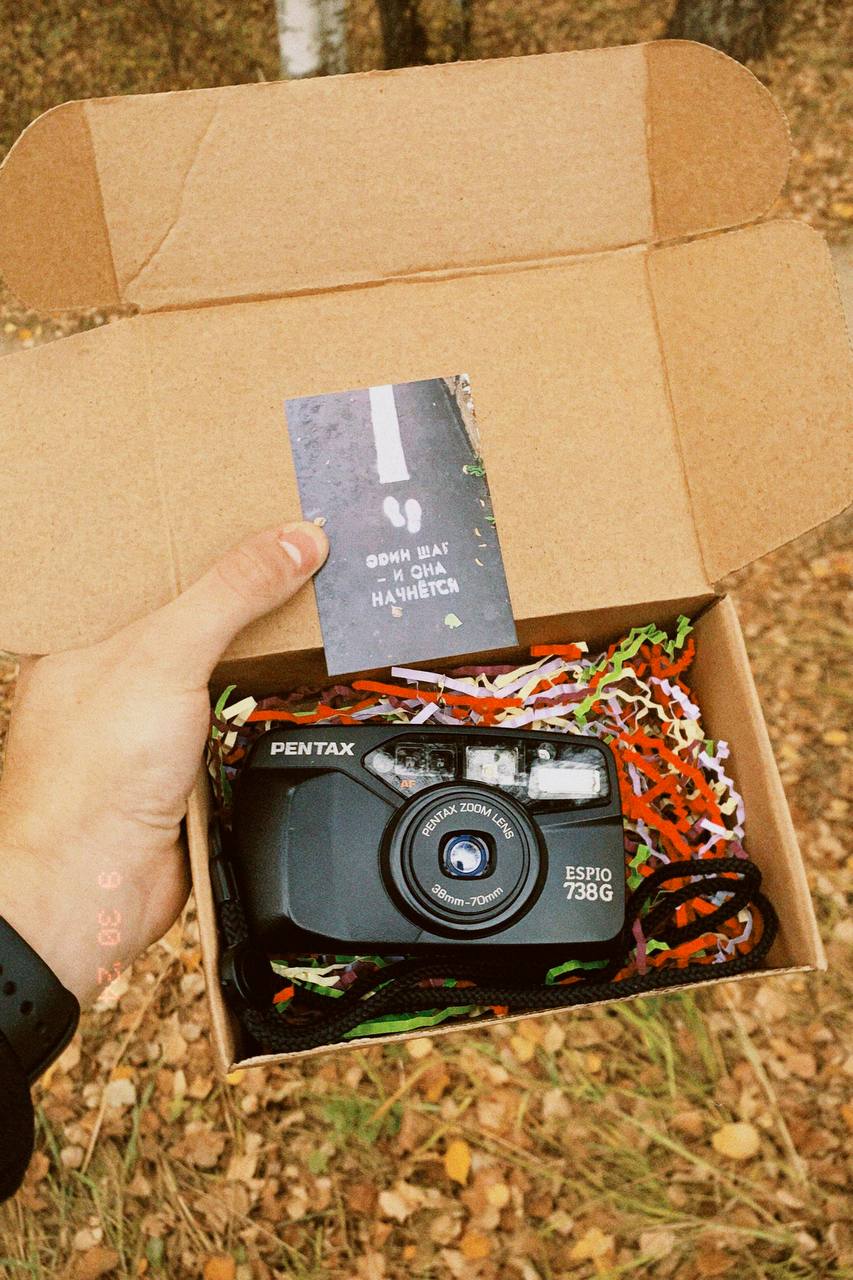 ОДИН ШАГ
- И ОНА
НАЧНЁТСЯ
PENTAX
AF
PENTAX ZOOM LENS
38mm-70mm
ESPIO
738G
9 30 '24